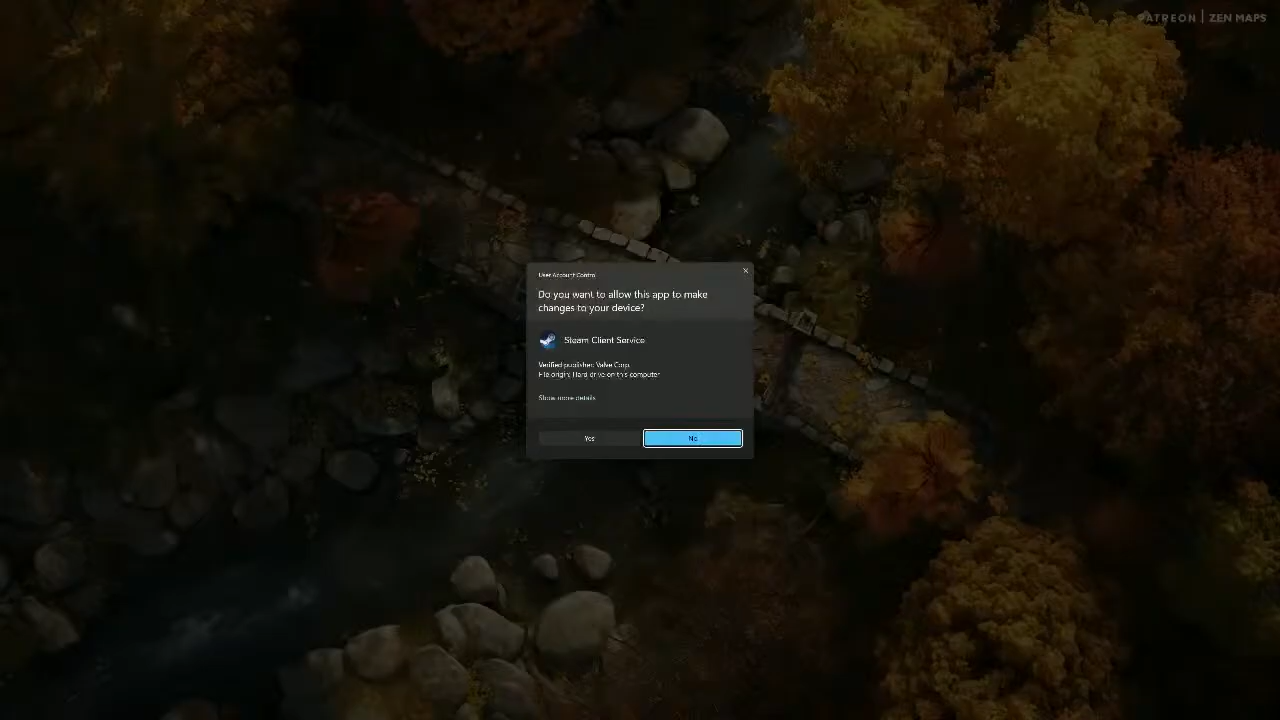 PATREON | ZEN MAPS
User Account Control
Do you want to allow this app to make
changes to your device?
Steam Client Service
Verified publisher: Valve Corp.
File origin: Hard drive on this computer
Show more details
Yes
No